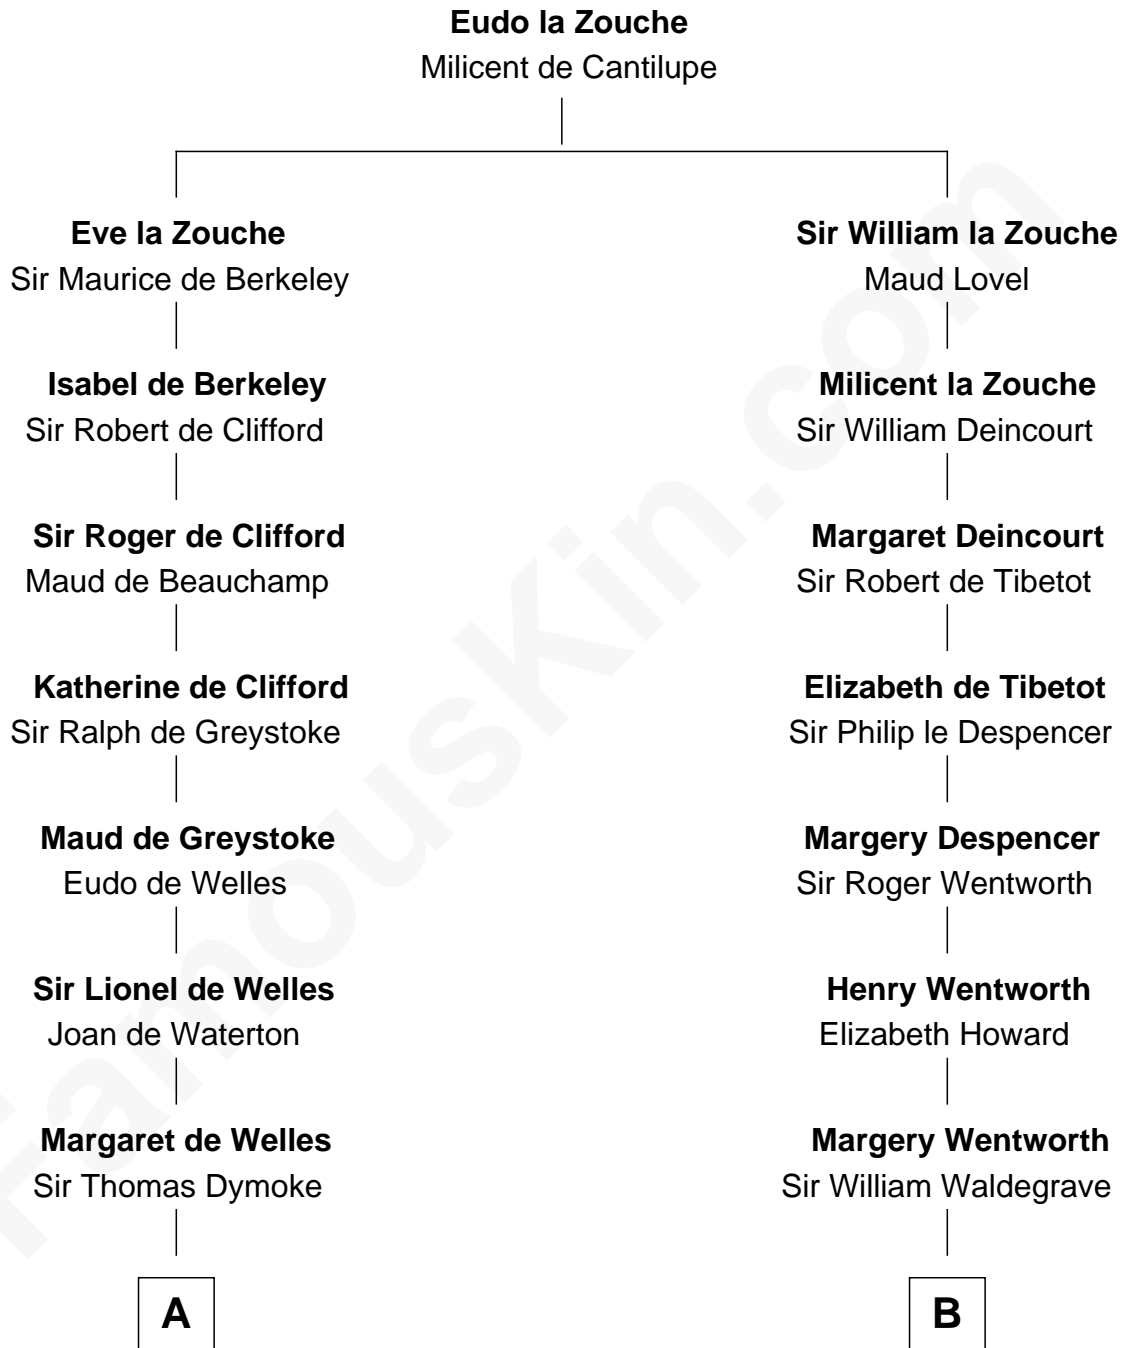 Eudo la Zouche
Milicent de Cantilupe
Eve la Zouche
Sir Maurice de Berkeley
Sir William la Zouche
Maud Lovel
Isabel de Berkeley
Sir Robert de Clifford
Milicent la Zouche
Sir William Deincourt
Sir Roger de Clifford
Maud de Beauchamp
Margaret Deincourt
Sir Robert de Tibetot
Katherine de Clifford
Sir Ralph de Greystoke
Elizabeth de Tibetot
Sir Philip le Despencer
Maud de Greystoke
Eudo de Welles
Margery Despencer
Sir Roger Wentworth
Sir Lionel de Welles
Joan de Waterton
Henry Wentworth
Elizabeth Howard
Margaret de Welles
Sir Thomas Dymoke
Margery Wentworth
Sir William Waldegrave
A
B
FamousKin.com